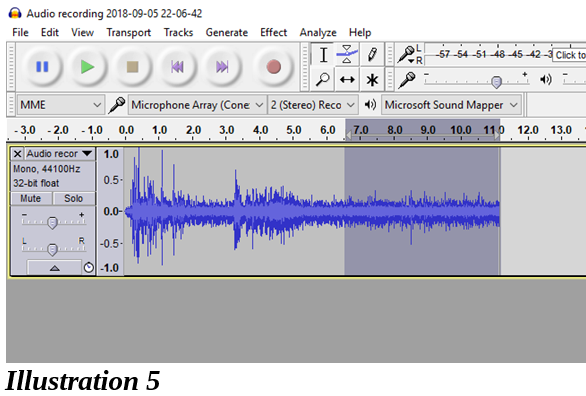 Audio recording 2018-09-05 22-06-42
File Edit View Transport Tracks Generate Effect Analyze Help
L
R
-57 -54 -51 -48 -45 -42 -3
Click to
- +
MME
Microphone Array (Cone:
2 (Stereo) Reco
Microsoft Sound Mapper
- 3.0 - 2.0 - 1.0 0.0 1.0 2.0 3.0 4.0 5.0 6.0 7.0 8.0 9.0 10.0 11.0 12.0 13.0
Audio recor
Mono, 44100Hz
32-bit float
Mute Solo
- +
L R
1.0
0.5-
0.0-
-0.5-
-1.0
Illustration 5